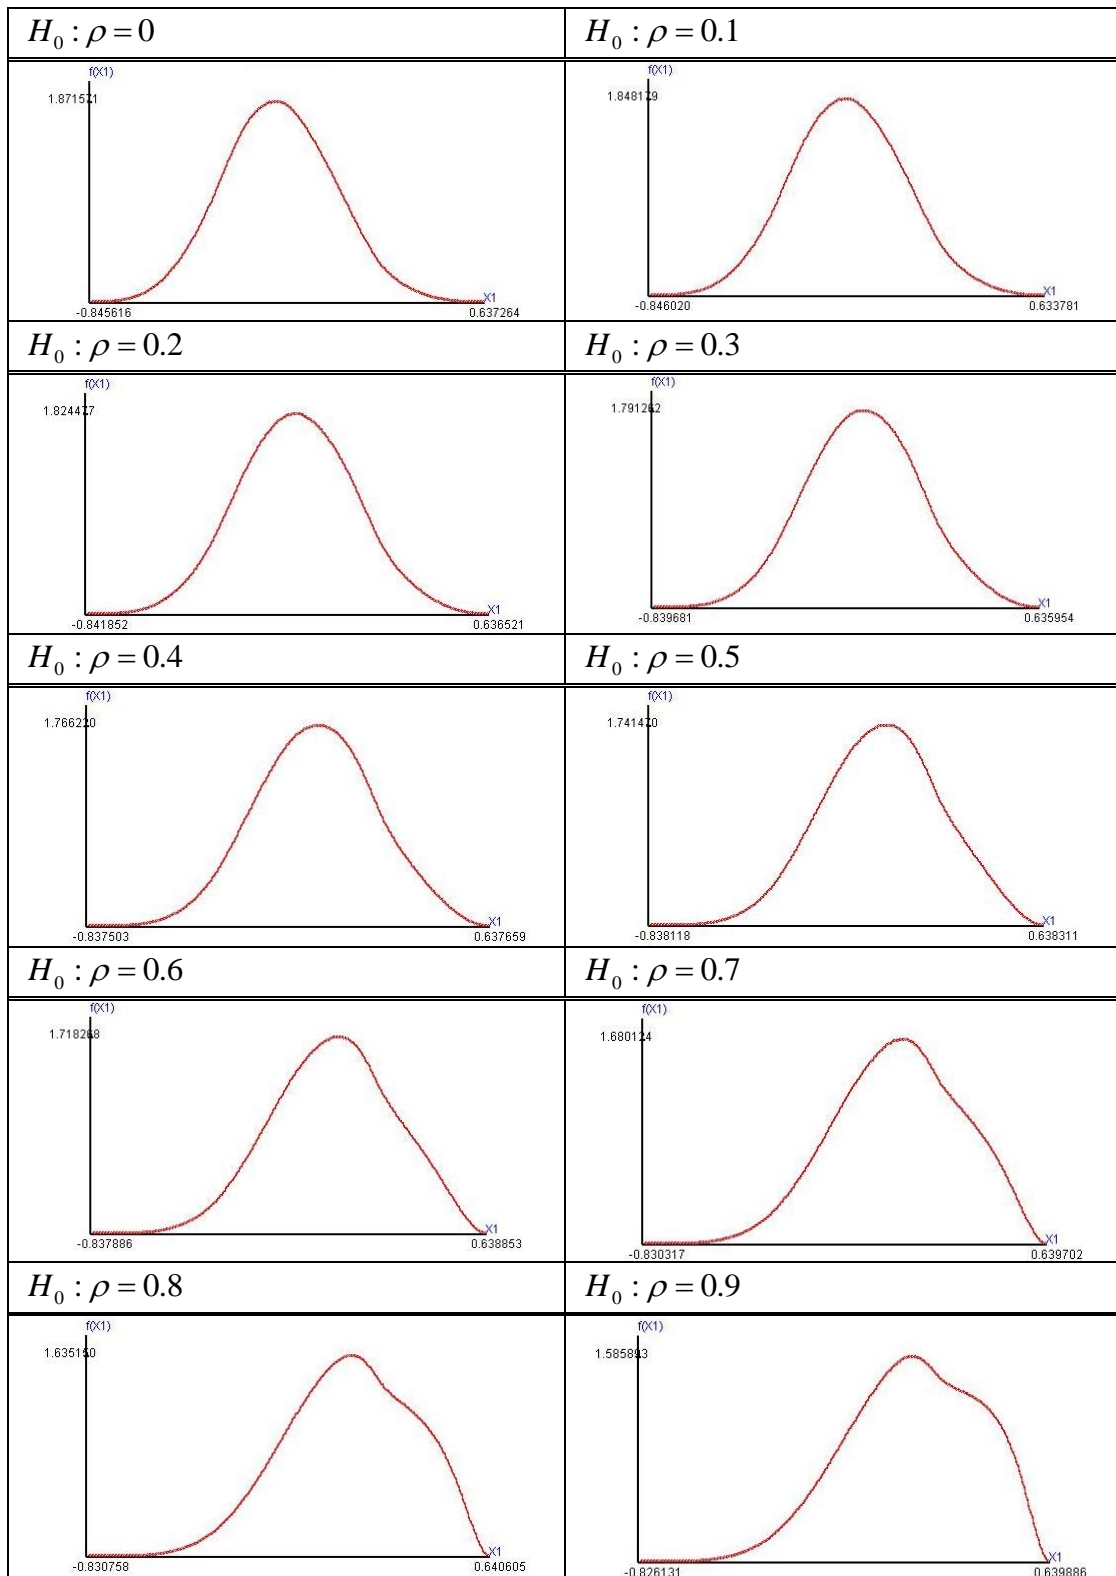 H₀ : ρ = 0
H₀ : ρ = 0.1
f(X1)
1.871571
X1
-0.845616
0.637264
f(X1)
1.848179
X1
-0.846020
0.633781
H₀ : ρ = 0.2
H₀ : ρ = 0.3
f(X1)
1.824477
X1
-0.841852
0.636521
f(X1)
1.791262
X1
-0.839681
0.635954
H₀ : ρ = 0.4
H₀ : ρ = 0.5
f(X1)
1.766220
X1
-0.837503
0.637659
f(X1)
1.741470
X1
-0.838118
0.638311
H₀ : ρ = 0.6
H₀ : ρ = 0.7
f(X1)
1.718268
X1
-0.837886
0.638853
f(X1)
1.680124
X1
-0.830317
0.639702
H₀ : ρ = 0.8
H₀ : ρ = 0.9
f(X1)
1.635150
X1
-0.830758
0.640605
f(X1)
1.585893
X1
-0.826131
0.639886